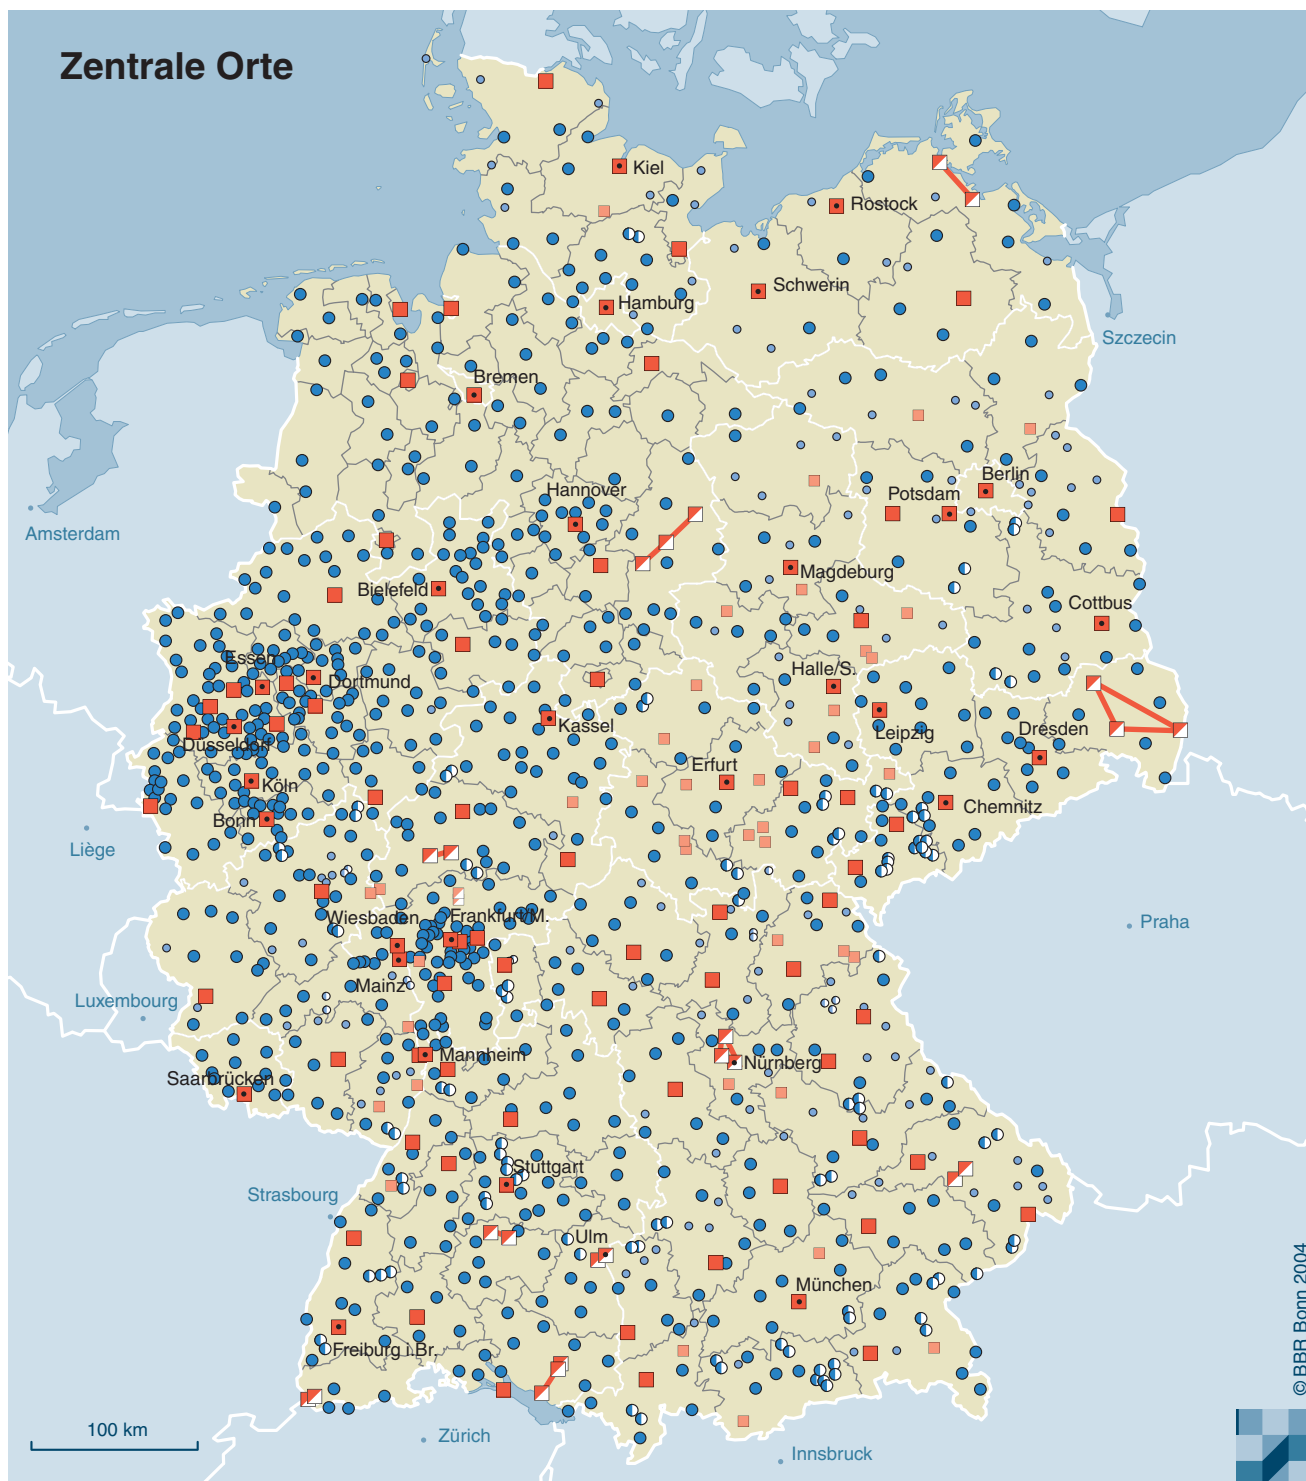 Zentrale Orte
Kiel
Rostock
Schwerin
Hamburg
Szczecin
Bremen
Berlin
Hannover
Potsdam
Amsterdam
Magdeburg
Bielefeld
Cottbus
Essen
Halle/S.
Dortmund
Kassel
Leipzig
Dresden
Düsseldorf
Erfurt
Köln
Chemnitz
Bonn
Liège
Wiesbaden
Frankfurt/M.
Praha
Mainz
Luxembourg
Mannheim
Nürnberg
Saarbrücken
Stuttgart
Strasbourg
Ulm
München
Freiburg i.Br.
100 km
Zürich
Innsbruck
© BBR Bonn 2004